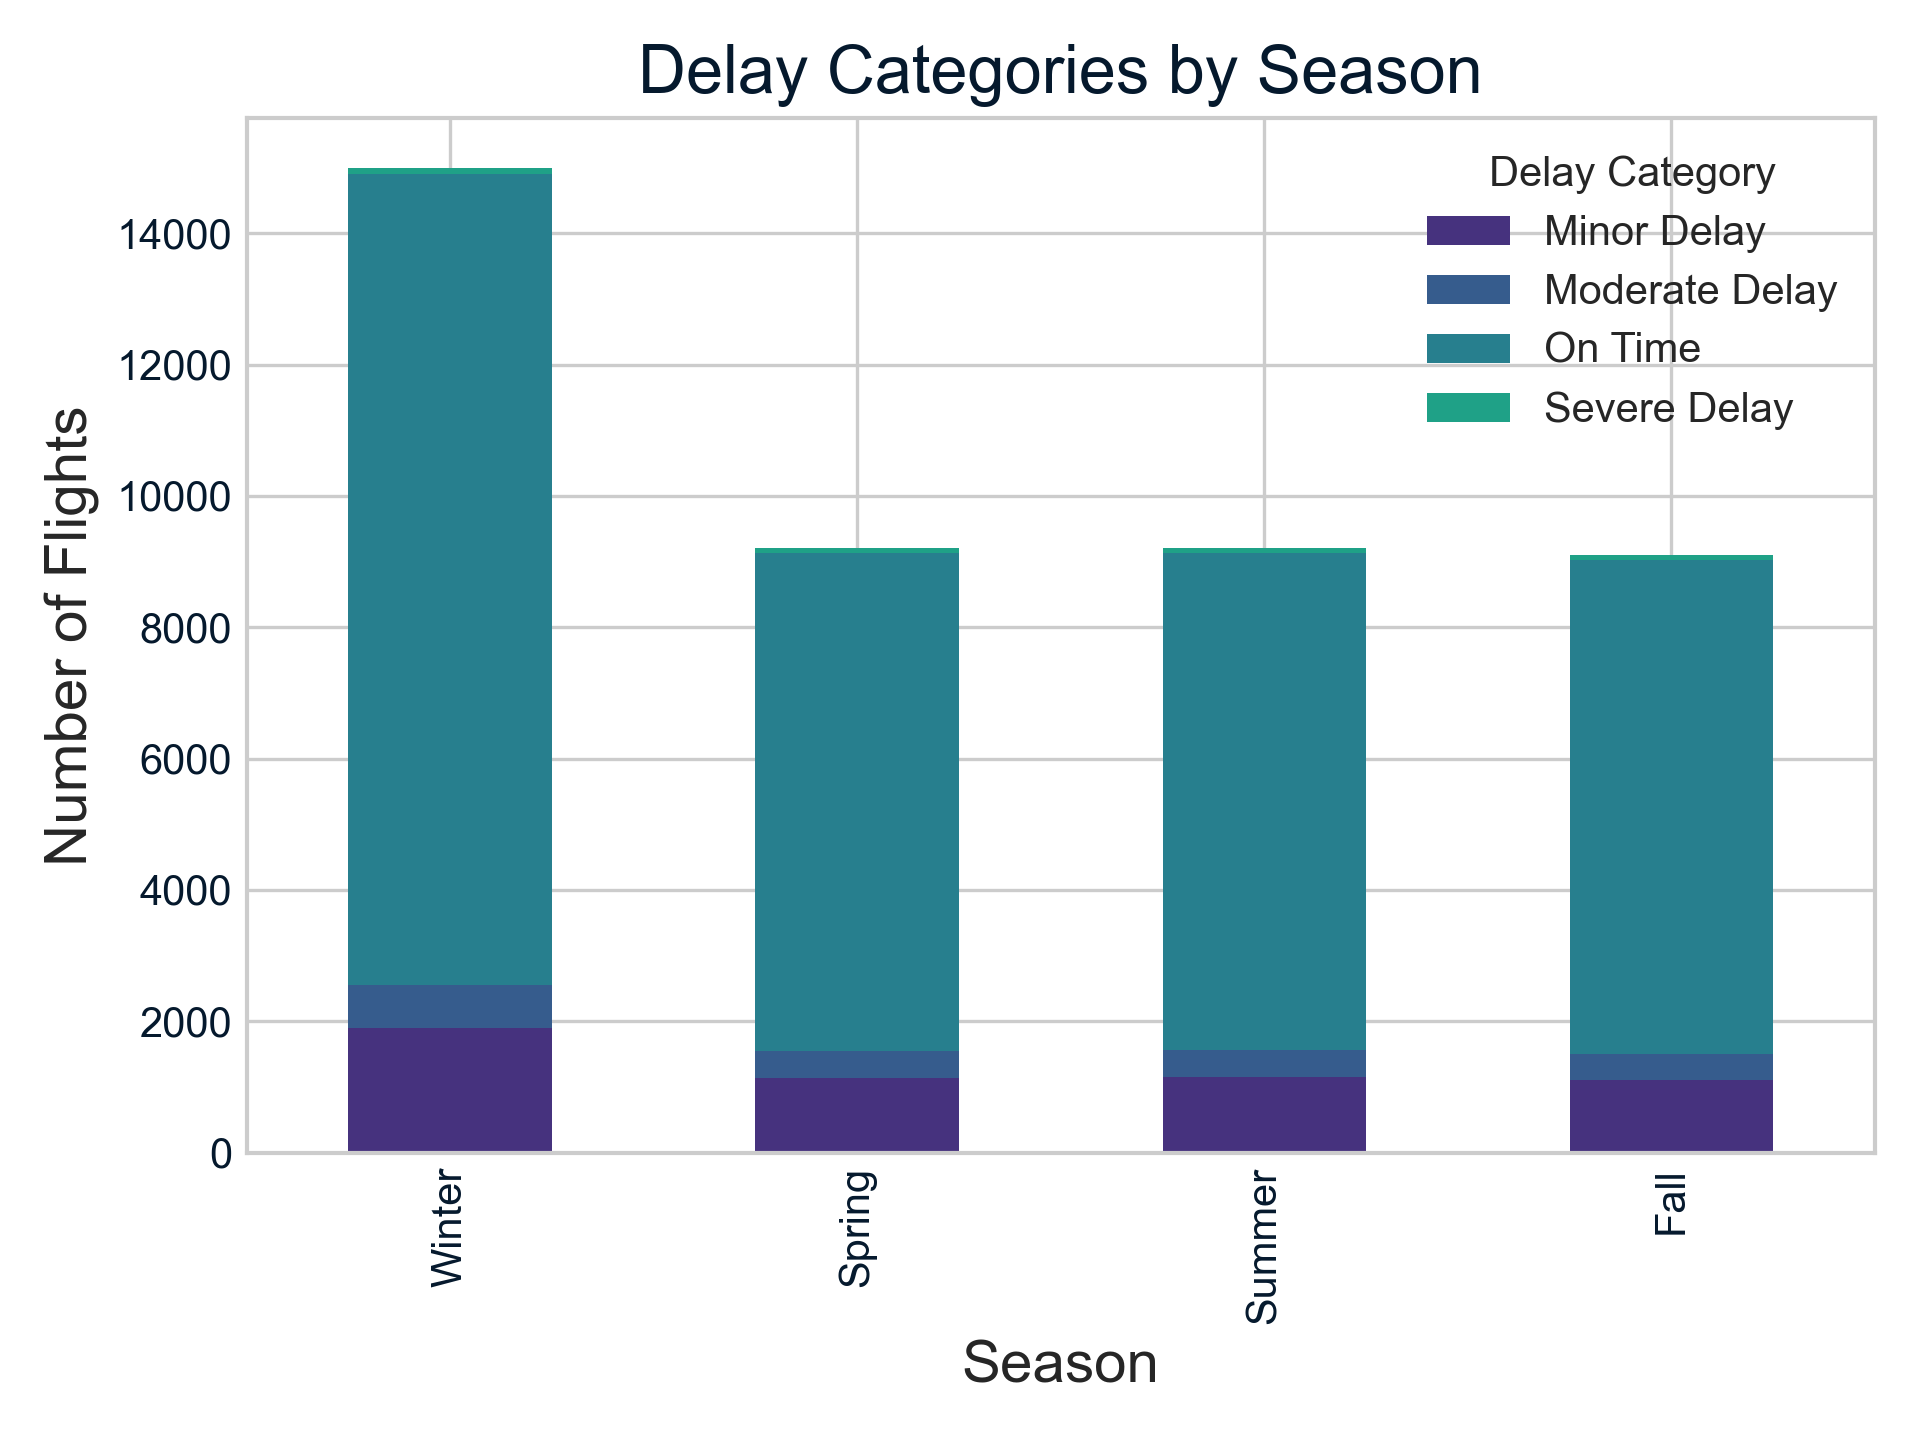 Delay Categories by Season
Delay Category
Minor Delay
Moderate Delay
On Time
Severe Delay
Number of Flights
14000
12000
10000
8000
6000
4000
2000
0
Winter
Spring
Summer
Fall
Season